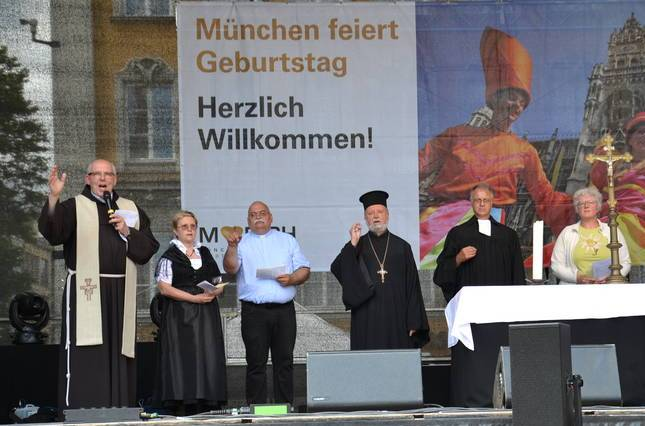 München feiert
Geburtstag
Herzlich
Willkommen!